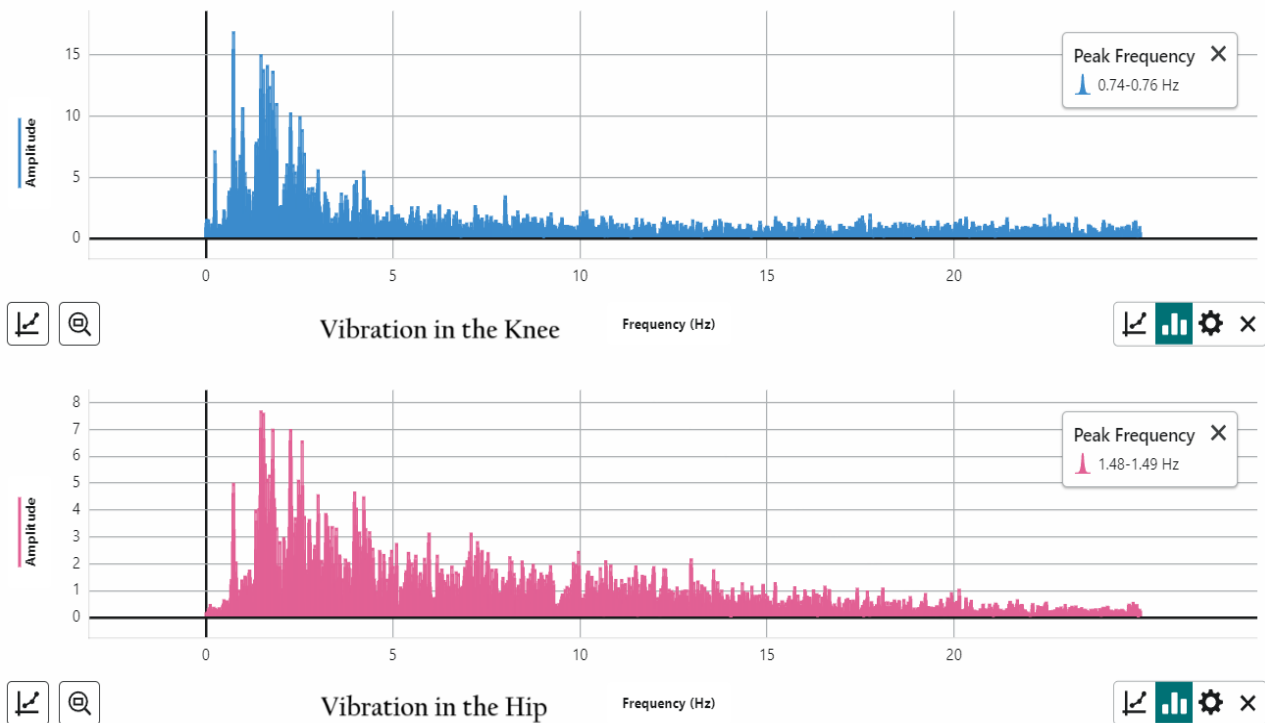 15
10
5
0
Amplitude
Peak Frequency
0.74-0.76 Hz
0 5 10 15 20
Vibration in the Knee
Frequency (Hz)
8
7
6
5
4
3
2
1
0
Amplitude
Peak Frequency
1.48-1.49 Hz
0 5 10 15 20
Vibration in the Hip
Frequency (Hz)